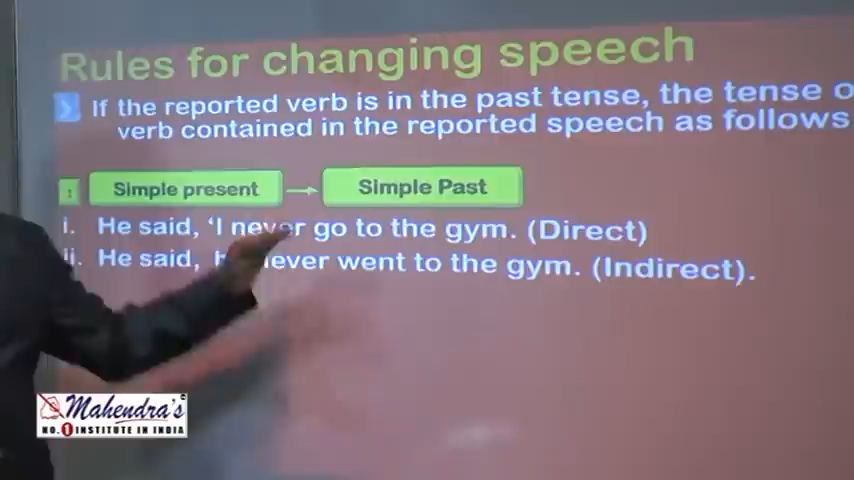 Rules for changing speech
If the reported verb is in the past tense, the tense
verb contained in the reported speech as follows
1
Simple present → Simple Past
i. He said, ‘I never go to the gym. (Direct)
ii. He said, never went to the gym. (Indirect).
Mahendra's
NO. 1 INSTITUTE IN INDIA